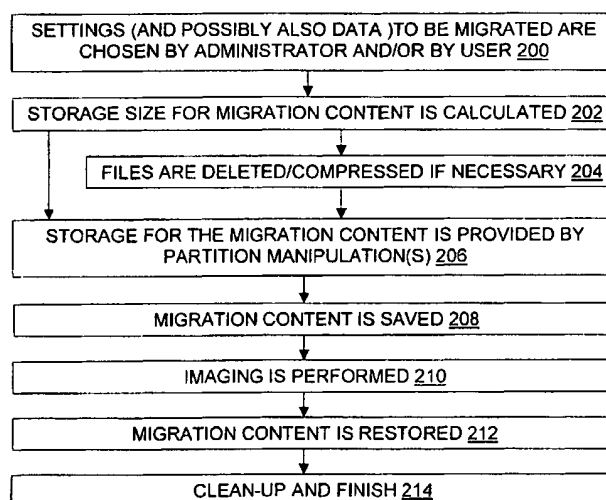 SETTINGS (AND POSSIBLY ALSO DATA )TO BE MIGRATED ARE
CHOSEN BY ADMINISTRATOR AND/OR BY USER 200
STORAGE SIZE FOR MIGRATION CONTENT IS CALCULATED 202
FILES ARE DELETED/COMPRESSED IF NECESSARY 204
STORAGE FOR THE MIGRATION CONTENT IS PROVIDED BY
PARTITION MANIPULATION(S) 206
MIGRATION CONTENT IS SAVED 208
IMAGING IS PERFORMED 210
MIGRATION CONTENT IS RESTORED 212
CLEAN-UP AND FINISH 214